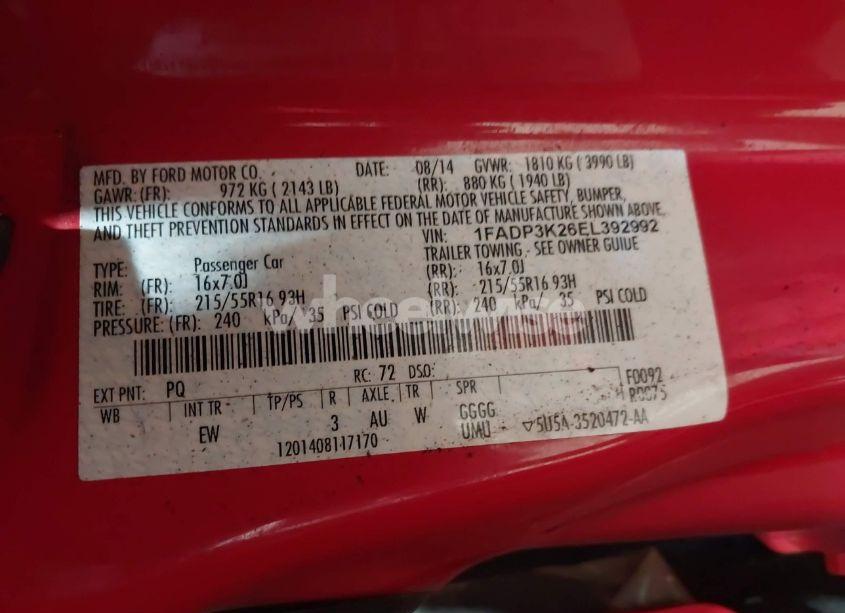 MFD. BY FORD MOTOR CO. DATE: 08/14 GVWR: 1810 KG ( 3990 LB)
GAWR: (FR): 972 KG ( 2143 LB) (RR): 880 KG ( 1940 LB)
THIS VEHICLE CONFORMS TO ALL APPLICABLE FEDERAL MOTOR VEHICLE SAFETY, BUMPER,
AND THEFT PREVENTION STANDARDS IN EFFECT ON THE DATE OF MANUFACTURE SHOWN ABOVE.
VIN: 1FADP3K26EL392992
TYPE: Passenger Car TRAILER TOWING - SEE OWNER GUIDE
RIM: (FR): 16x7.0J (RR): 16x7.0J
TIRE: (FR): 215/55R16 93H (RR): 215/55R16 93H
PRESSURE: (FR): 240 kPa/ 35 PSI COLD (RR): 240 kPa/ 35 PSI COLD
EXT PNT: PQ RC: 72 DSO: F0092
WB INT TR TP/PS R AXLE TR SPR
EW 3 AU W GGGG
UMU ▽5U5A-3520472-AA
1201408117170